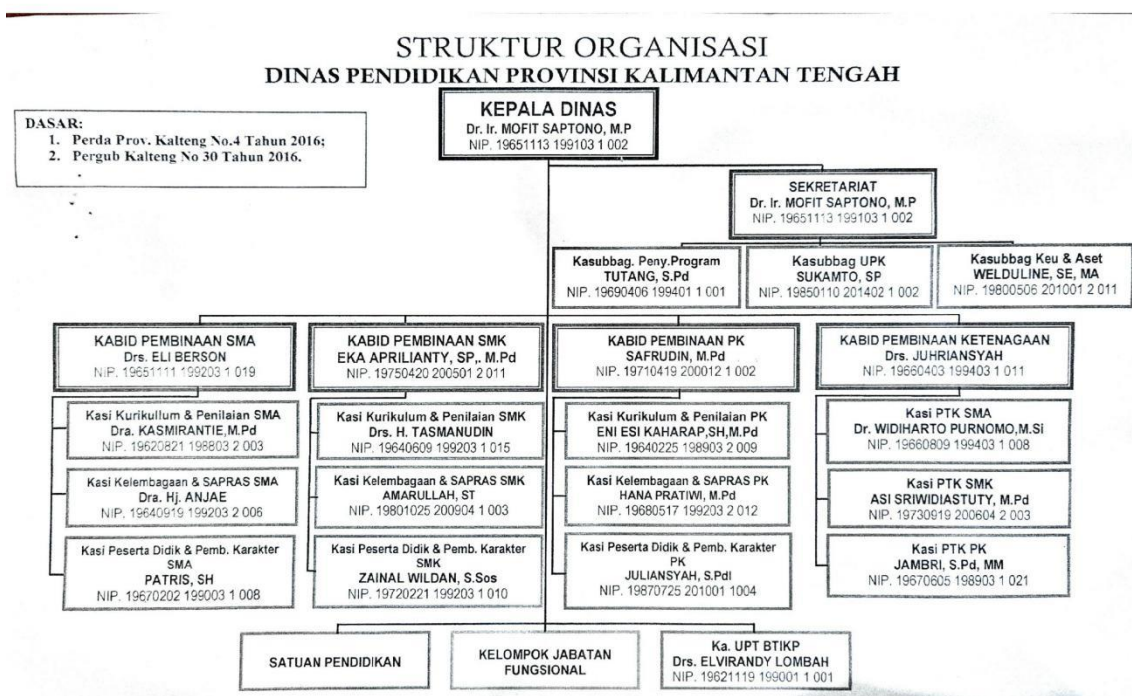 STRUKTUR ORGANISASI
DINAS PENDIDIKAN PROVINSI KALIMANTAN TENGAH
DASAR:
1. Perda Prov. Kalteng No.4 Tahun 2016;
2. Pergub Kalteng No 30 Tahun 2016.
KEPALA DINAS
Dr. Ir. MOFIT SAPTONO, M.P
NIP. 19651113 199103 1 002
SEKRETARIAT
Dr. Ir. MOFIT SAPTONO, M.P
NIP. 19651113 199103 1 002
Kasubbag. Peny.Program
TUTANG, S.Pd
NIP. 19690406 199401 1 001
Kasubbag UPK
SUKAMTO, SP
NIP. 19850110 201402 1 002
Kasubbag Keu & Aset
WELDULINE, SE, MA
NIP. 19800506 201001 2 011
KABID PEMBINAAN SMA
Drs. ELI BERSON
NIP. 19651111 199203 1 019
KABID PEMBINAAN SMK
EKA APRILIANTY, SP,. M.Pd
NIP. 19750420 200501 2 011
KABID PEMBINAAN PK
SAFRUDIN, M.Pd
NIP. 19710419 200012 1 002
KABID PEMBINAAN KETENAGAAN
Drs. JUHRIANSYAH
NIP. 19660403 199403 1 011
Kasi Kurikullum & Penilaian SMA
Dra. KASMIRANTIE,M.Pd
NIP. 19620821 198803 2 003
Kasi Kurikulum & Penilaian SMK
Drs. H. TASMANUDIN
NIP. 19640609 199203 1 015
Kasi Kurikulum & Penilaian PK
ENI ESI KAHARAP,SH,M.Pd
NIP. 19640225 198903 2 009
Kasi PTK SMA
Dr. WIDIHARTO PURNOMO,M.Si
NIP. 19660809 199403 1 008
Kasi Kelembagaan & SAPRAS SMA
Dra. Hj. ANJAE
NIP. 19640919 199203 2 006
Kasi Kelembagaan & SAPRAS SMK
AMARULLAH, ST
NIP. 19801025 200904 1 003
Kasi Kelembagaan & SAPRAS PK
HANA PRATIWI, M.Pd
NIP. 19680517 199203 2 012
Kasi PTK SMK
ASI SRIWIDIASTUTY, M.Pd
NIP. 19730919 200604 2 003
Kasi Peserta Didik & Pemb. Karakter
SMA
PATRIS, SH
NIP. 19670202 199003 1 008
Kasi Peserta Didik & Pemb. Karakter
SMK
ZAINAL WILDAN, S.Sos
NIP. 19720221 199203 1 010
Kasi Peserta Didik & Pemb. Karakter
PK
JULIANSYAH, S.PdI
NIP. 19870725 201001 1004
Kasi PTK PK
JAMBRI, S.Pd, MM
NIP. 19670605 198903 1 021
SATUAN PENDIDIKAN
KELOMPOK JABATAN
FUNGSIONAL
Ka. UPT BTIKP
Drs. ELVIRANDY LOMBAH
NIP. 19621119 199001 1 001